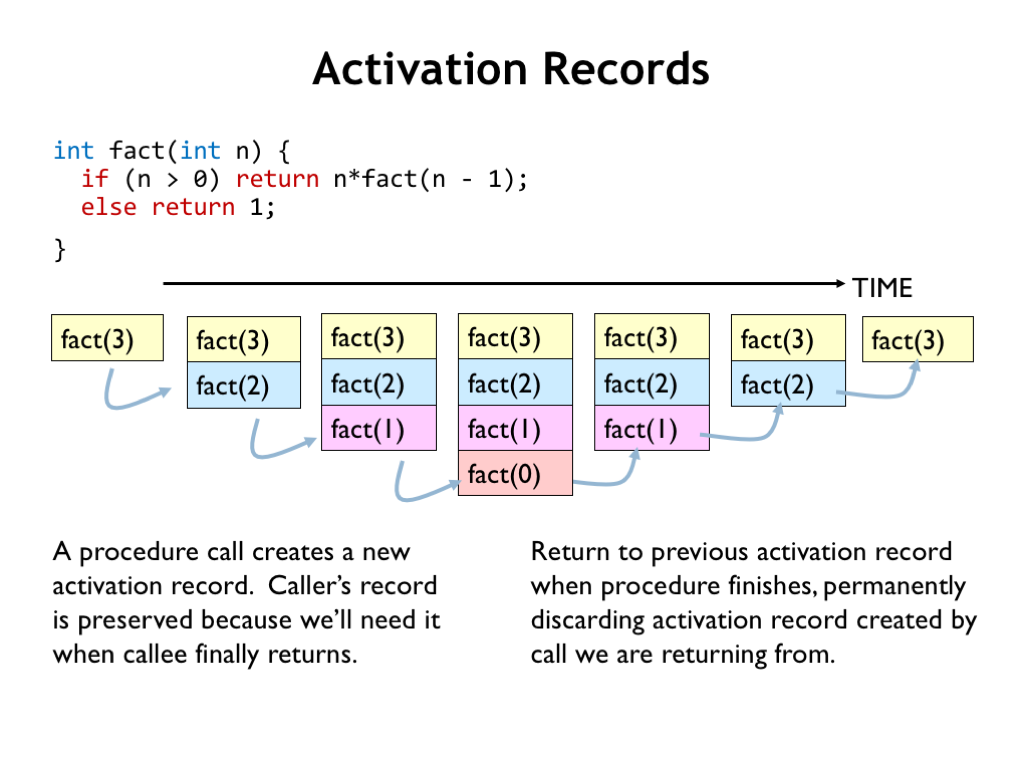 Activation Records
int fact(int n) {
  if (n > 0) return n*fact(n - 1);
  else return 1;
}
TIME
fact(3)
fact(3)
fact(2)
fact(3)
fact(2)
fact(1)
fact(3)
fact(2)
fact(1)
fact(0)
fact(3)
fact(2)
fact(1)
fact(3)
fact(2)
fact(3)
A procedure call creates a new
activation record.  Caller’s record
is preserved because we’ll need it
when callee finally returns.
Return to previous activation record
when procedure finishes, permanently
discarding activation record created by
call we are returning from.